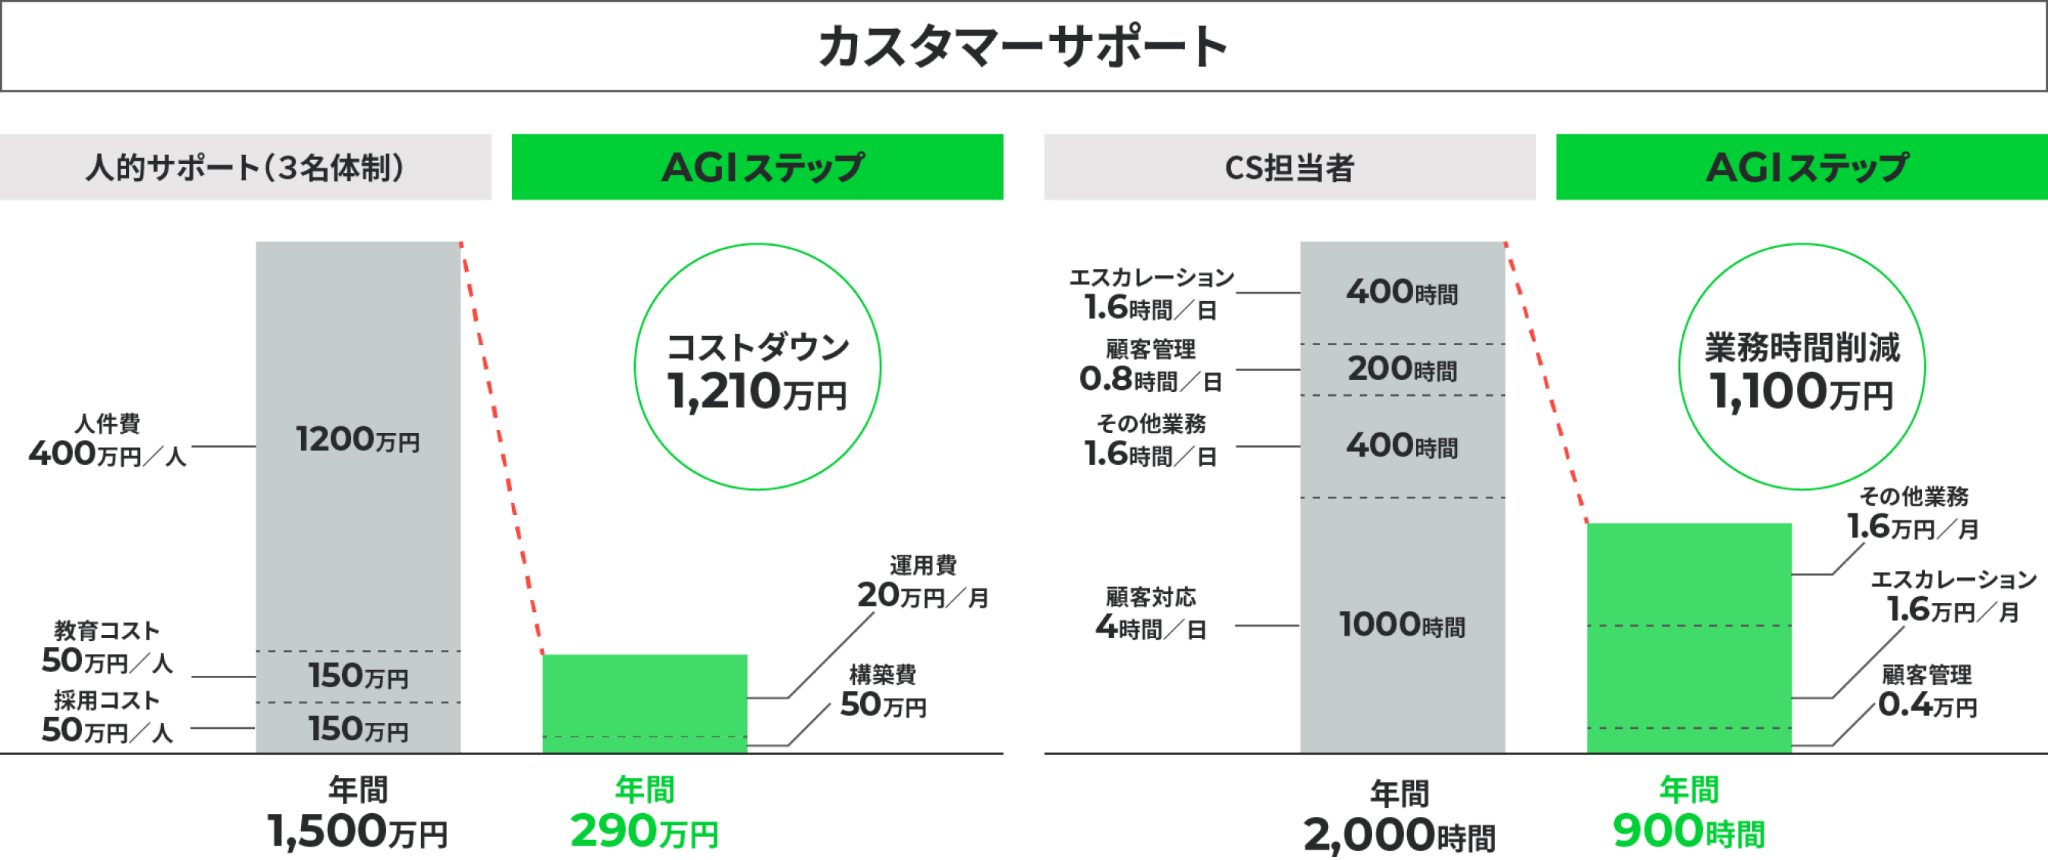 カスタマーサポート
人的サポート（３名体制）
AGIステップ
人件費
400万円／人
教育コスト
50万円／人
採用コスト
50万円／人
1200万円
150万円
150万円
コストダウン
1,210万円
運用費
20万円／月
構築費
50万円
年間
1,500万円
年間
290万円
CS担当者
AGIステップ
エスカレーション
1.6時間／日
顧客管理
0.8時間／日
その他業務
1.6時間／日
顧客対応
4時間／日
400時間
200時間
400時間
1000時間
業務時間削減
1,100万円
その他業務
1.6万円／月
エスカレーション
1.6万円／月
顧客管理
0.4万円
年間
2,000時間
年間
900時間